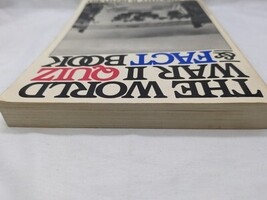 THE WORLD
WAR II QUIZ
& FACT BOOK